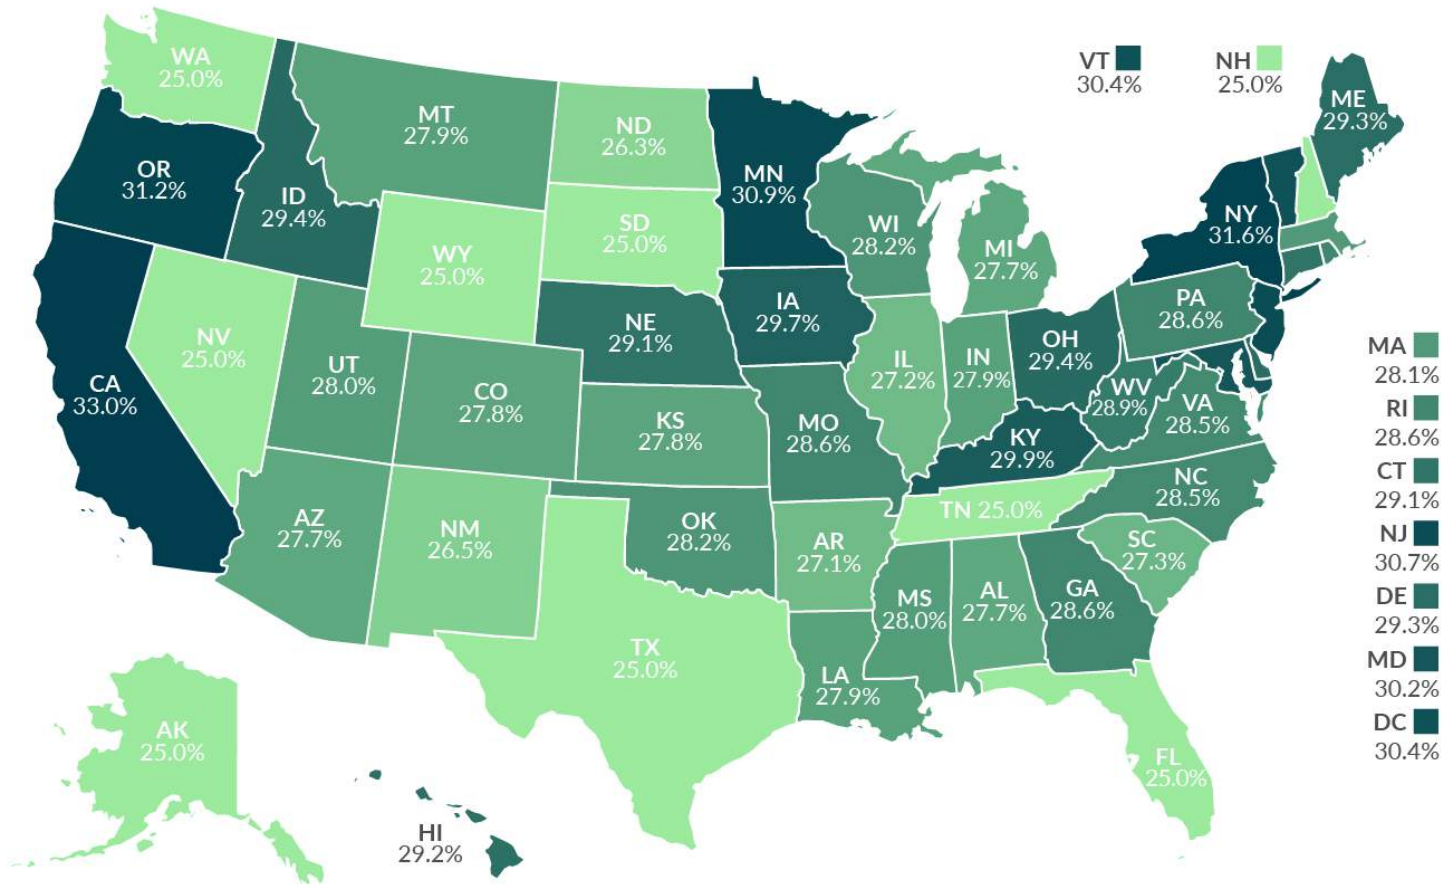 WA
25.0%
VT
30.4%
NH
25.0%
ME
29.3%
MT
27.9%
ND
26.3%
OR
31.2%
ID
29.4%
MN
30.9%
WI
28.2%
NY
31.6%
SD
25.0%
WY
25.0%
MI
27.7%
IA
29.7%
PA
28.6%
NE
29.1%
NV
25.0%
UT
28.0%
OH
29.4%
IL
27.2%
IN
27.9%
MA
28.1%
CA
33.0%
CO
27.8%
KS
27.8%
MO
28.6%
WV
28.9%
VA
28.5%
RI
28.6%
KY
29.9%
CT
29.1%
NC
28.5%
AZ
27.7%
NM
26.5%
OK
28.2%
TN 25.0%
AR
27.1%
SC
27.3%
NJ
30.7%
MS
28.0%
AL
27.7%
GA
28.6%
DE
29.3%
TX
25.0%
LA
27.9%
MD
30.2%
AK
25.0%
FL
25.0%
DC
30.4%
HI
29.2%